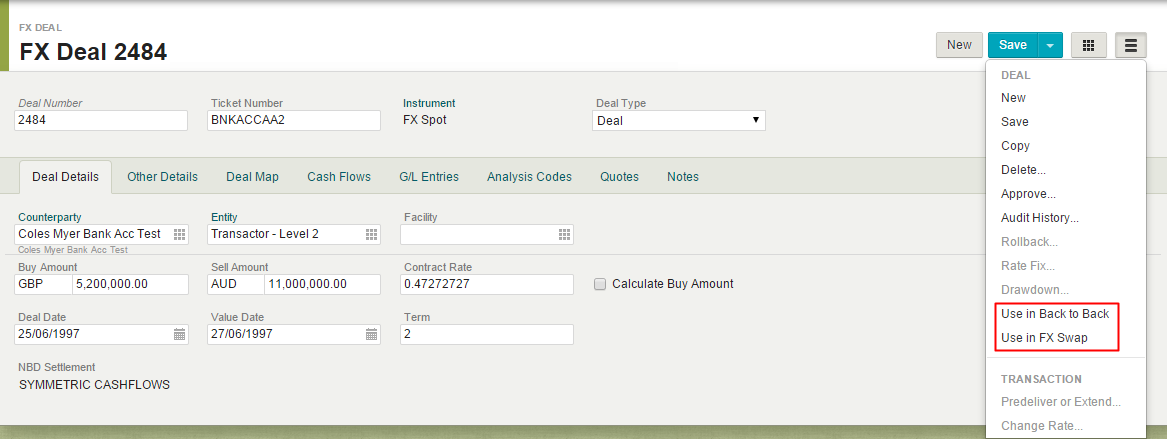 FX DEAL
FX Deal 2484
New Save
Deal Number Ticket Number Instrument Deal Type
2484 BNKACCAA2 FX Spot Deal
Deal Details Other Details Deal Map Cash Flows G/L Entries Analysis Codes Quotes Notes
Counterparty Entity Facility
Coles Myer Bank Acc Test Transactor - Level 2
Coles Myer Bank Acc Test
Buy Amount Sell Amount Contract Rate
GBP 5,200,000.00 AUD 11,000,000.00 0.47272727 Calculate Buy Amount
Deal Date Value Date Term
25/06/1997 27/06/1997 2
NBD Settlement
SYMMETRIC CASHFLOWS
DEAL
New
Save
Copy
Delete...
Approve...
Audit History...
Rollback...
Rate Fix...
Drawdown...
Use in Back to Back
Use in FX Swap
TRANSACTION
Predeliver or Extend...
Change Rate...